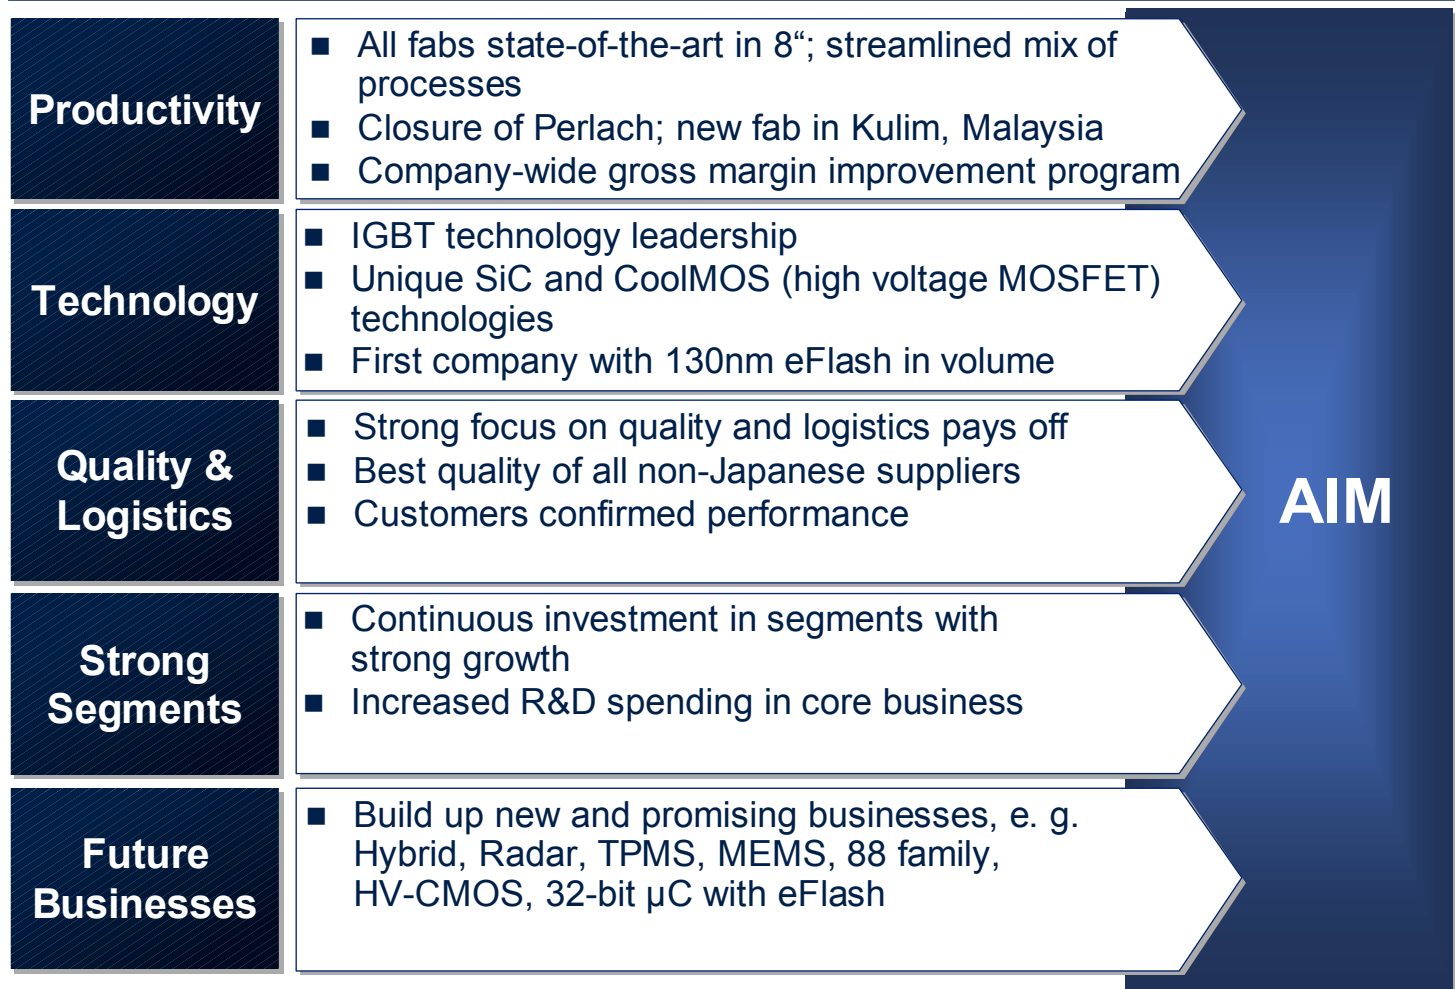 Productivity
■ All fabs state-of-the-art in 8“; streamlined mix of
processes
■ Closure of Perlach; new fab in Kulim, Malaysia
■ Company-wide gross margin improvement program
Technology
■ IGBT technology leadership
■ Unique SiC and CoolMOS (high voltage MOSFET)
technologies
■ First company with 130nm eFlash in volume
Quality &
Logistics
■ Strong focus on quality and logistics pays off
■ Best quality of all non-Japanese suppliers
■ Customers confirmed performance
Strong
Segments
■ Continuous investment in segments with
strong growth
■ Increased R&D spending in core business
Future
Businesses
■ Build up new and promising businesses, e. g.
Hybrid, Radar, TPMS, MEMS, 88 family,
HV-CMOS, 32-bit µC with eFlash
AIM